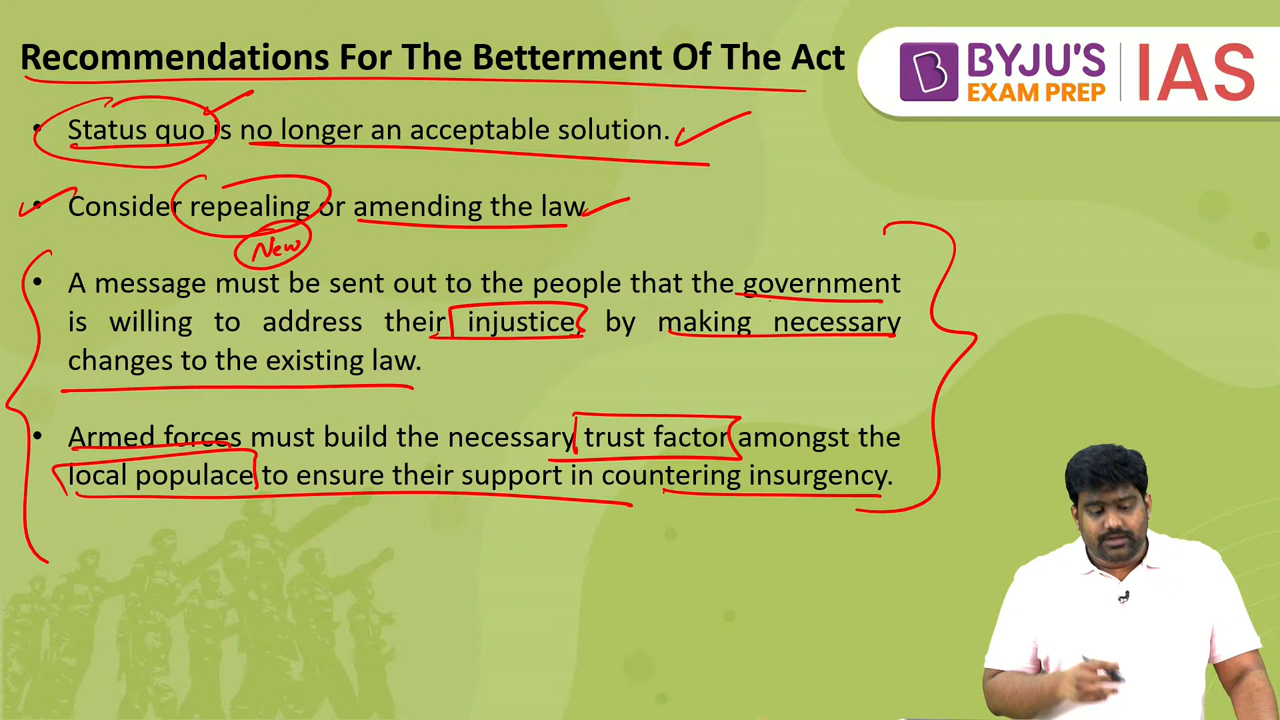 Recommendations For The Betterment Of The Act
BYJU'S
EXAM PREP
IAS
• Status quo is no longer an acceptable solution.
• Consider repealing or amending the law
New
• A message must be sent out to the people that the government
is willing to address their injustice, by making necessary
changes to the existing law.
• Armed forces must build the necessary trust factor amongst the
local populace to ensure their support in countering insurgency.